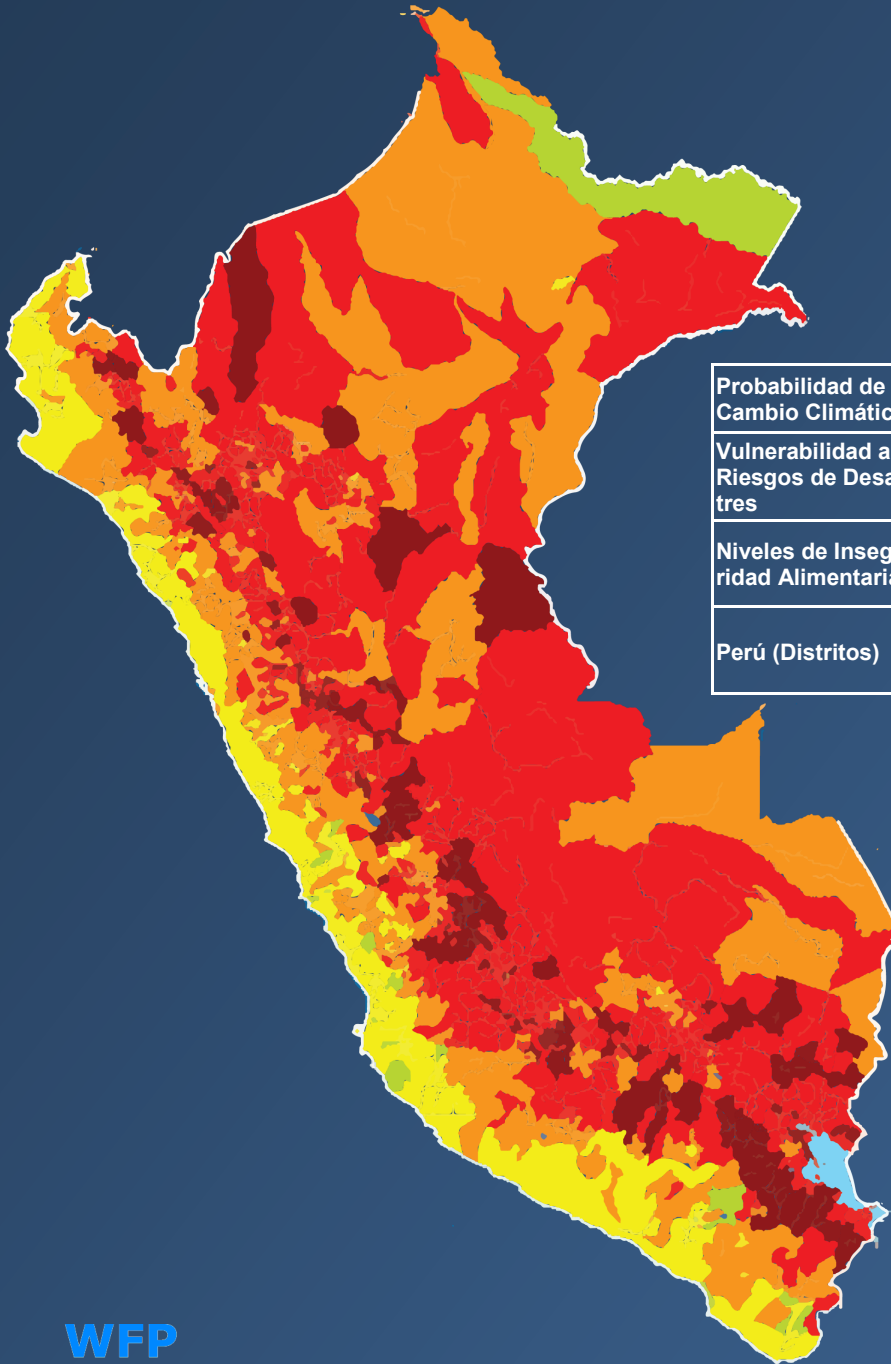 Probabilidad de
Cambio Climátic
Vulnerabilidad a
Riesgos de Desa
tres
Niveles de Inseg
ridad Alimentaria
Perú (Distritos)
WFP